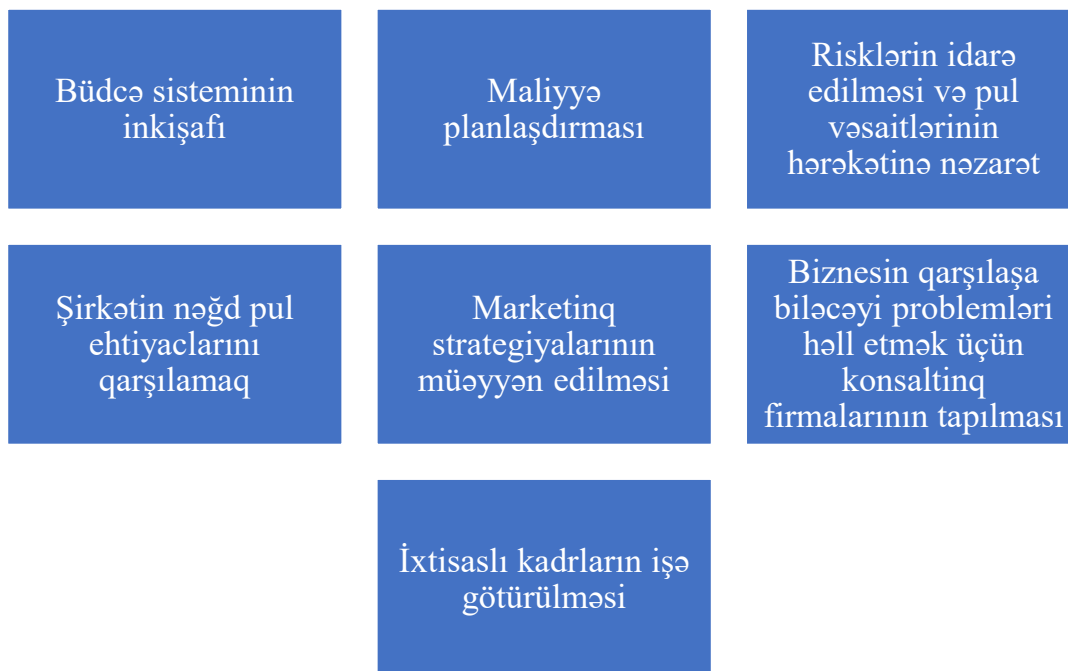 Büdcə sisteminin
inkişafı
Maliyyə
planlaşdırması
Risklərin idarə
edilməsi və pul
vəsaitlərinin
hərəkətinə nəzarət
Şirkətin nəğd pul
ehtiyaclarını
qarşılamaq
Marketinq
strategiyalarının
müəyyən edilməsi
Biznesin qarşılaşa
biləcəyi problemləri
həll etmək üçün
konsaltinq
firmalarının tapılması
İxtisaslı kadrların işə
götürülməsi